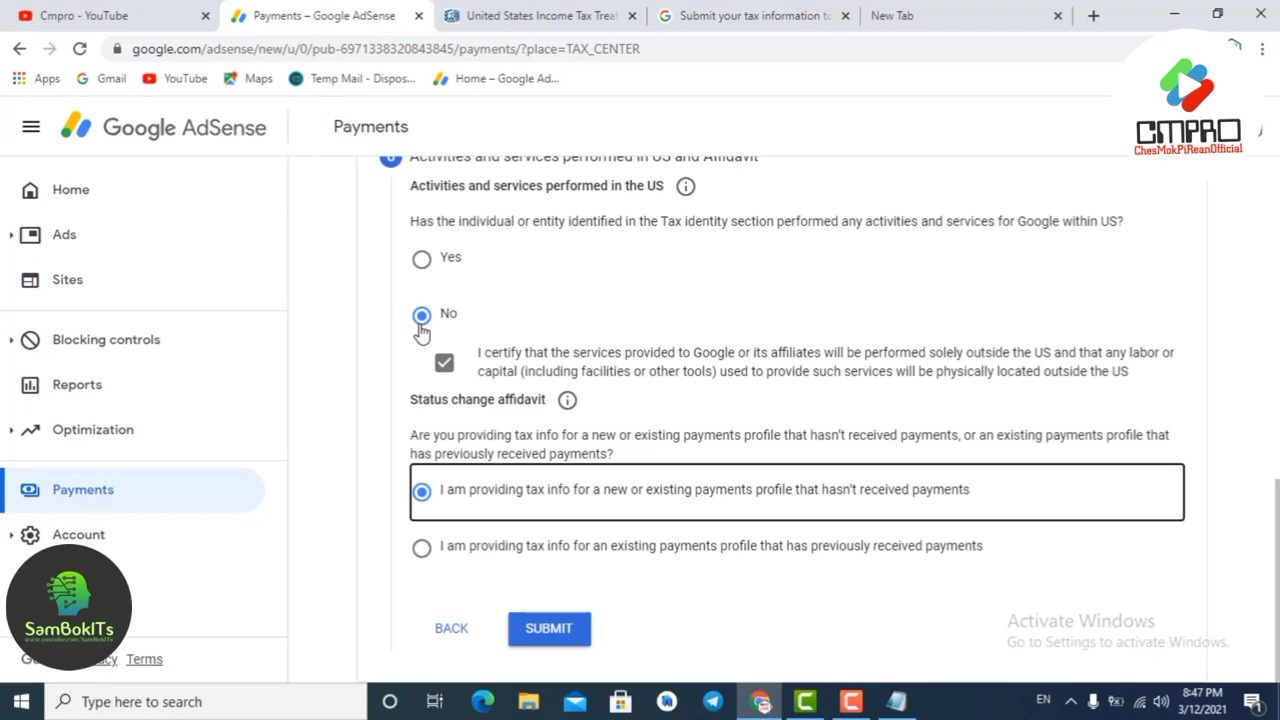 Cmpro - YouTube
Payments – Google AdSense
United States Income Tax Treat
Submit your tax information to
New Tab
google.com/adsense/new/u/0/pub-6971338320843845/payments/?place=TAX_CENTER
Apps
Gmail
YouTube
Maps
Temp Mail - Dispos...
Home – Google Ad...
CMPRO
ChesMokPiReanOfficial
Google AdSense
Payments
Activities and services performed in US and Affidavit
Home
Ads
Sites
Blocking controls
Reports
Optimization
Payments
Account
Activities and services performed in the US
Has the individual or entity identified in the Tax identity section performed any activities and services for Google within US?
Yes
No
I certify that the services provided to Google or its affiliates will be performed solely outside the US and that any labor or
capital (including facilities or other tools) used to provide such services will be physically located outside the US
Status change affidavit
Are you providing tax info for a new or existing payments profile that hasn't received payments, or an existing payments profile that
has previously received payments?
I am providing tax info for a new or existing payments profile that hasn't received payments
I am providing tax info for an existing payments profile that has previously received payments
BACK
SUBMIT
SamBokITs
Terms
Activate Windows
Go to Settings to activate Windows.
Type here to search
EN
8:47 PM
3/12/2021